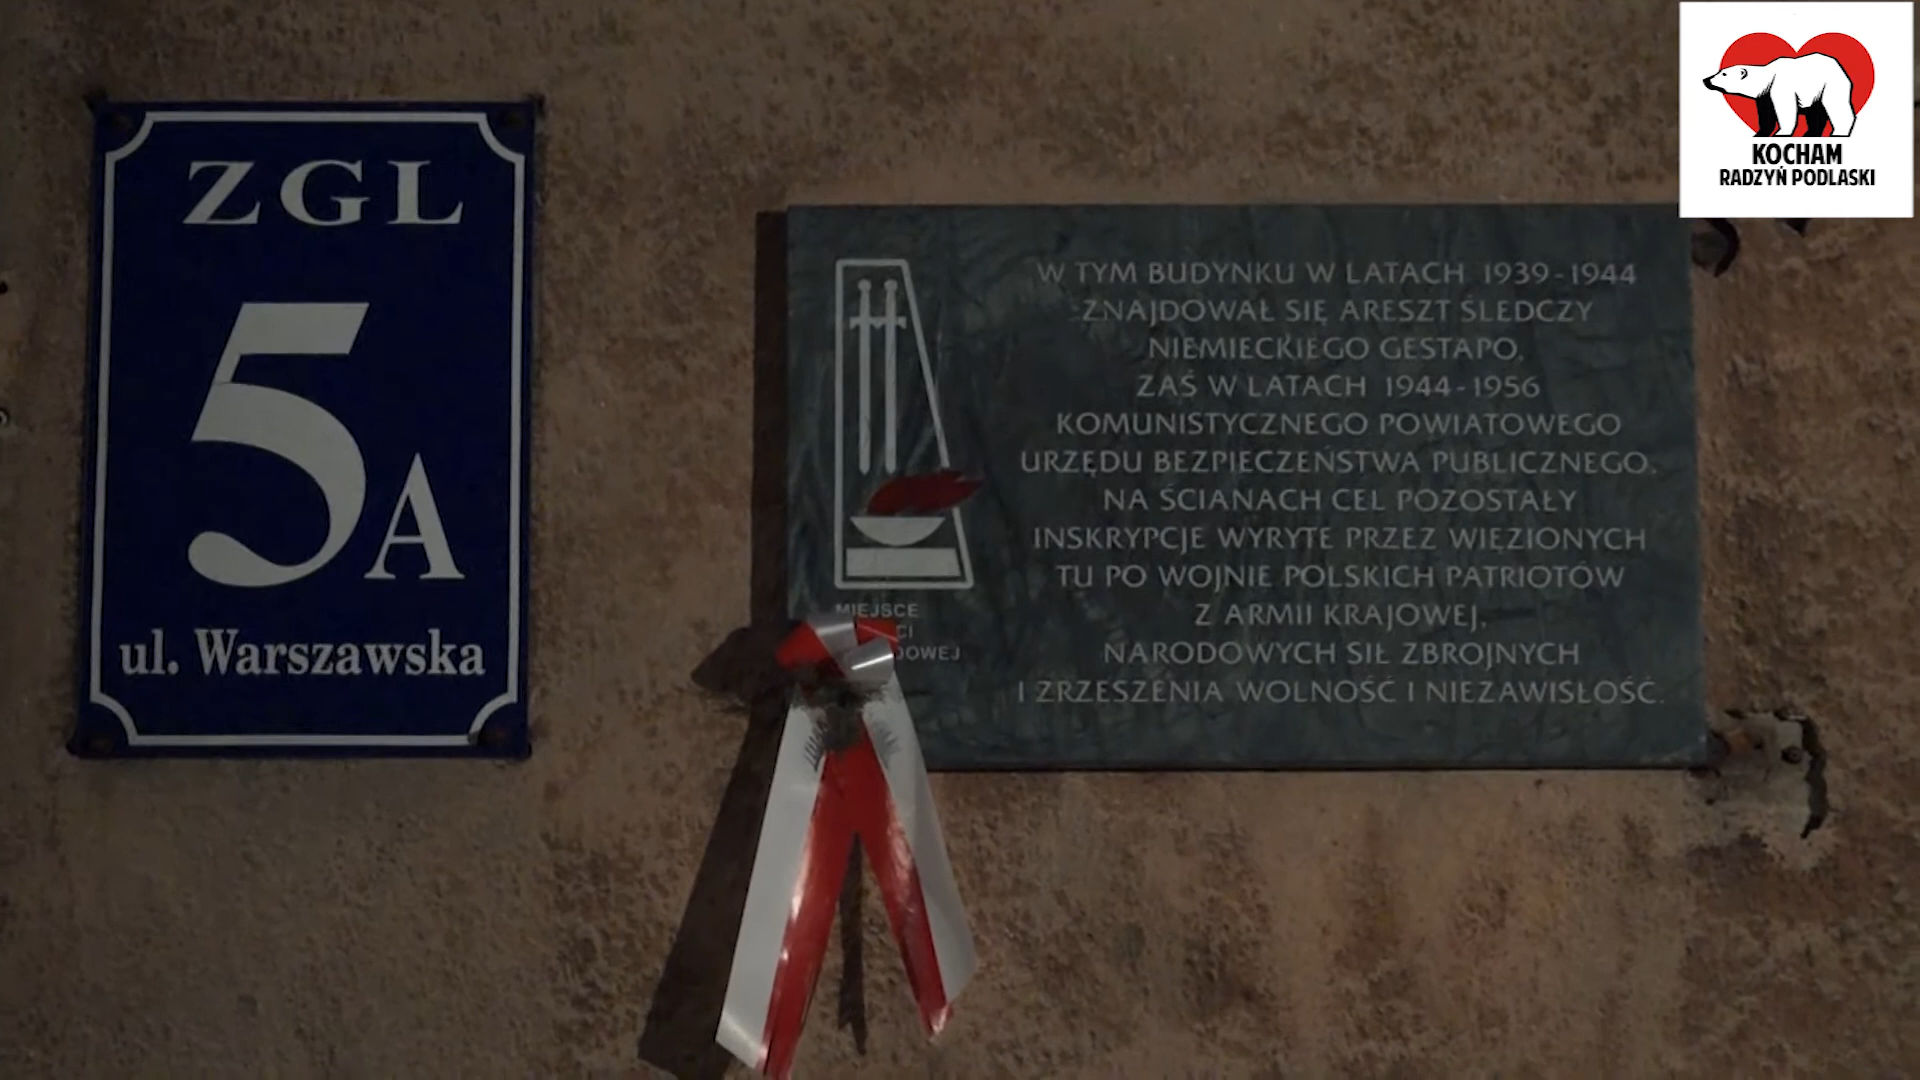 ZGL
5A
ul. Warszawska
W TYM BUDYNKU W LATACH 1939-1944
ZNAJDOWAŁ SIĘ ARESZT ŚLEDCZY
NIEMIECKIEGO GESTAPO,
ZAŚ W LATACH 1944-1956
KOMUNISTYCZNEGO POWIATOWEGO
URZĘDU BEZPIECZEŃSTWA PUBLICZNEGO.
NA ŚCIANACH CEL POZOSTAŁY
INSKRYPCJE WYRYTE PRZEZ WIĘZIONYCH
TU PO WOJNIE POLSKICH PATRIOTÓW
Z ARMII KRAJOWEJ,
NARODOWYCH SIŁ ZBROJNYCH
I ZRZESZENIA WOLNOŚĆ I NIEZAWISŁOŚĆ.
MIEJSCE
KOCHAM
RADZYŃ PODLASKI